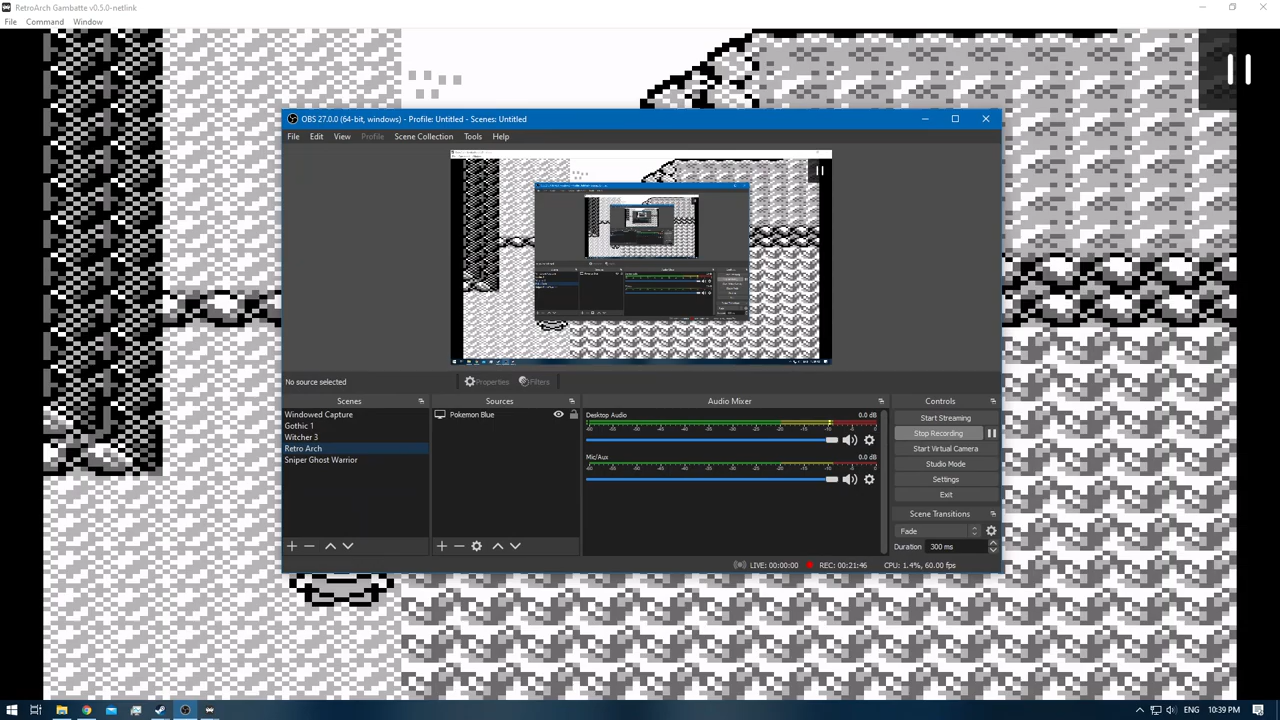 RetroArch Gambatte v0.5.0-netlink
File Command Window
OBS 27.0.0 (64-bit, windows) - Profile: Untitled - Scenes: Untitled
File Edit View Profile Scene Collection Tools Help
No source selected
Properties Filters
Scenes
Windowed Capture
Gothic 1
Witcher 3
Retro Arch
Sniper Ghost Warrior
Sources
Pokemon Blue
Audio Mixer
Desktop Audio 0.0 dB
Mic/Aux 0.0 dB
Controls
Start Streaming
Stop Recording
Start Virtual Camera
Studio Mode
Settings
Exit
Scene Transitions
Fade
Duration 300 ms
LIVE: 00:00:00 REC: 00:21:46 CPU: 1.4%, 60.00 fps
ENG 10:39 PM